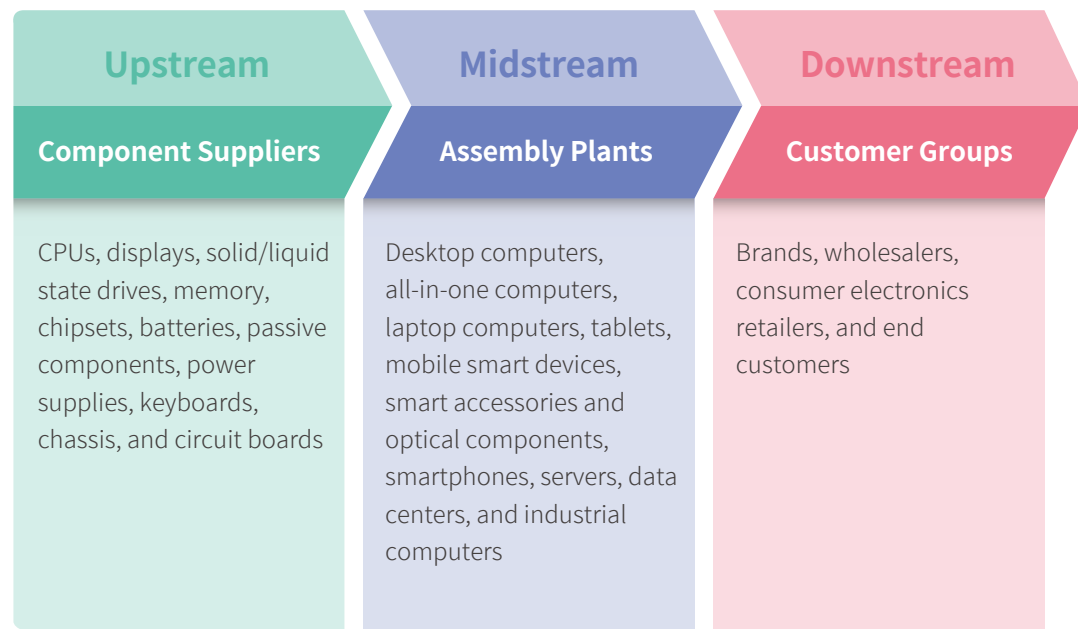 Upstream
Component Suppliers
CPUs, displays, solid/liquid
state drives, memory,
chipsets, batteries, passive
components, power
supplies, keyboards,
chassis, and circuit boards
Midstream
Assembly Plants
Desktop computers,
all-in-one computers,
laptop computers, tablets,
mobile smart devices,
smart accessories and
optical components,
smartphones, servers, data
centers, and industrial
computers
Downstream
Customer Groups
Brands, wholesalers,
consumer electronics
retailers, and end
customers